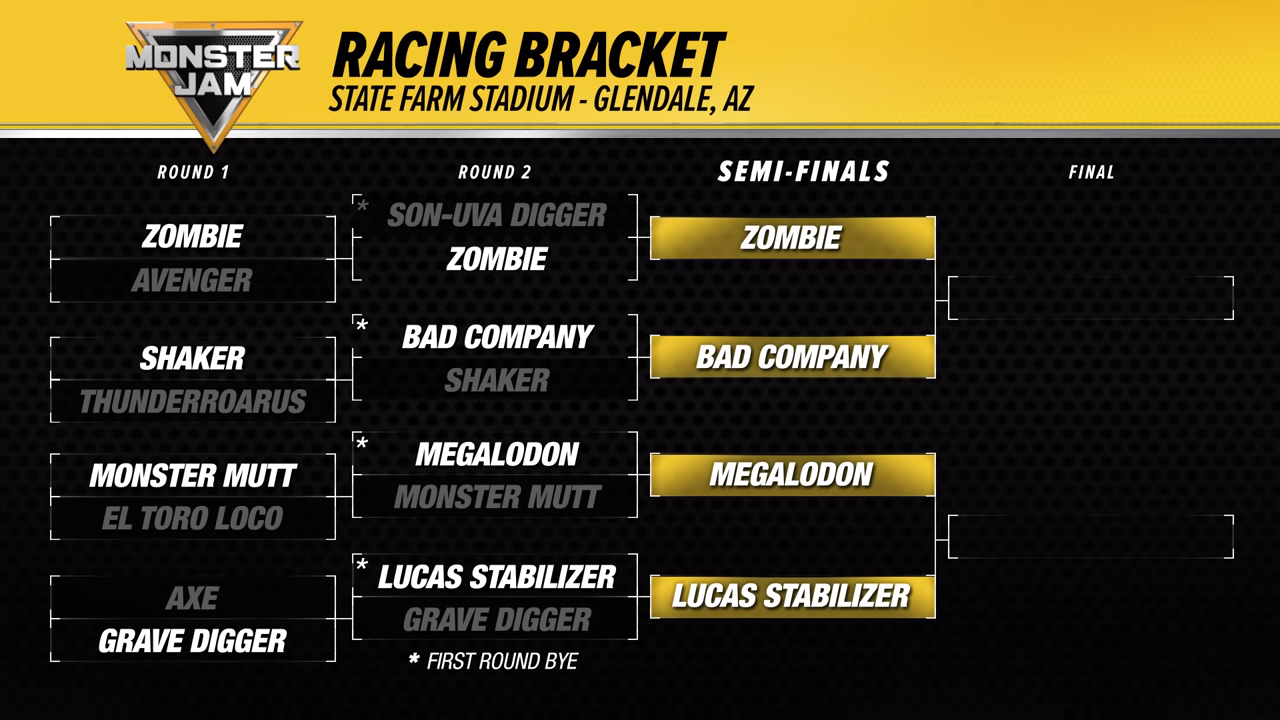 MONSTER
JAM
RACING BRACKET
STATE FARM STADIUM - GLENDALE, AZ
ROUND 1
ZOMBIE
AVENGER
SHAKER
THUNDERROARUS
MONSTER MUTT
EL TORO LOCO
AXE
GRAVE DIGGER
ROUND 2
* SON-UVA DIGGER
ZOMBIE
* BAD COMPANY
SHAKER
* MEGALODON
MONSTER MUTT
* LUCAS STABILIZER
GRAVE DIGGER
* FIRST ROUND BYE
SEMI-FINALS
ZOMBIE
BAD COMPANY
MEGALODON
LUCAS STABILIZER
FINAL